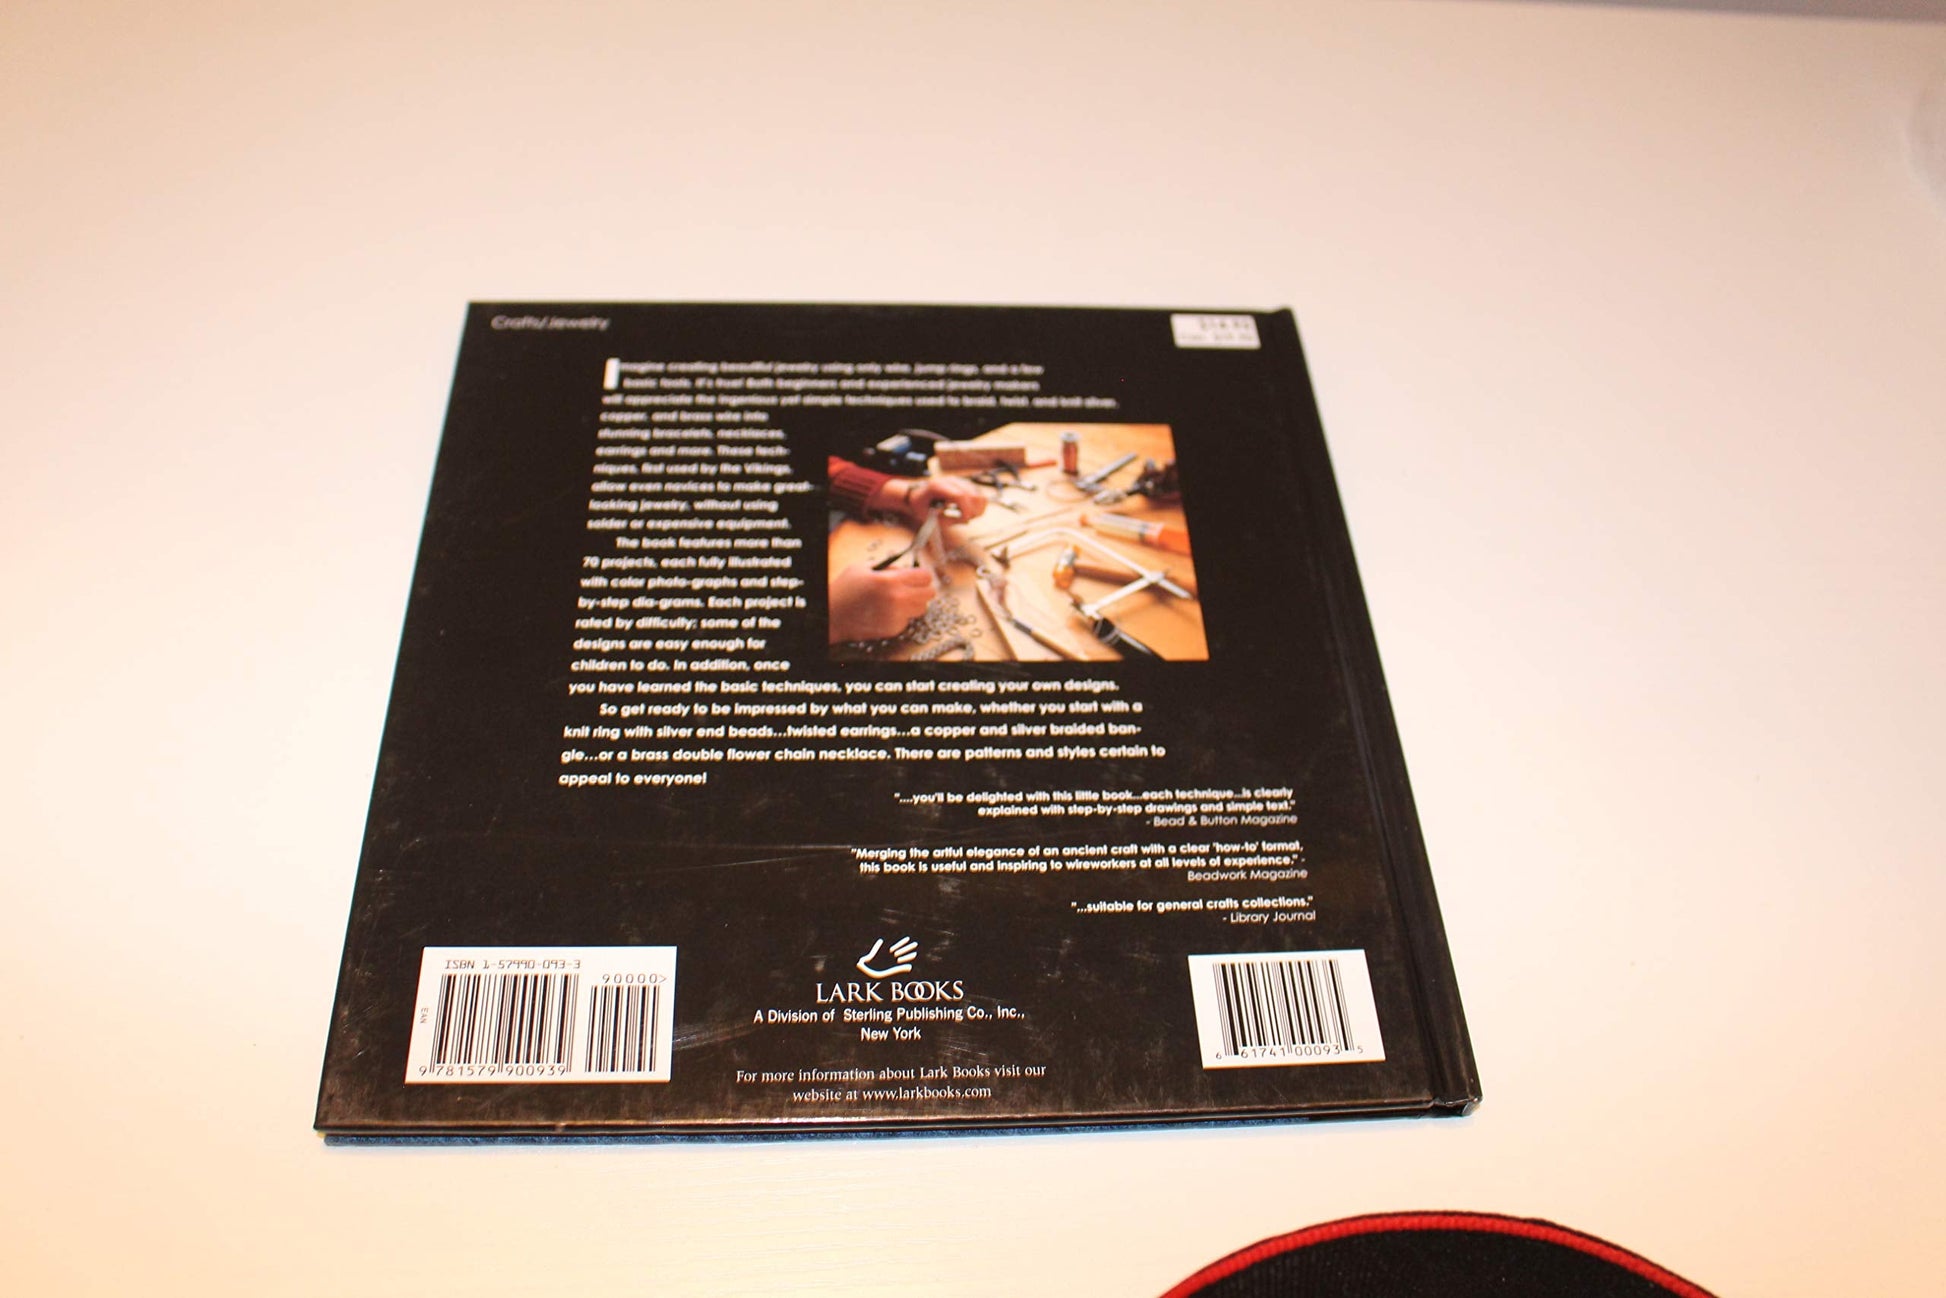 Crafts/Jewelry
Imagine creating beautiful jewelry using only wire, jump rings, and a few
basic tools. It's true! Both beginners and experienced jewelry makers
will appreciate the ingenious yet simple techniques used to braid, twist, and knit silver,
copper, and brass wire into
stunning bracelets, necklaces,
earrings and more. These tech-
niques, first used by the Vikings,
allow even novices to make great-
looking jewelry, without using
solder or expensive equipment.
The book features more than
70 projects, each fully illustrated
with color photo-graphs and step-
by-step dia-grams. Each project is
rated by difficulty; some of the
designs are easy enough for
children to do. In addition, once
you have learned the basic techniques, you can start creating your own designs.
So get ready to be impressed by what you can make, whether you start with a
knit ring with silver end beads...twisted earrings...a copper and silver braided ban-
gle...or a brass double flower chain necklace. There are patterns and styles certain to
appeal to everyone!
"....you'll be delighted with this little book...each technique...is clearly
explained with step-by-step drawings and simple text."
- Bead & Button Magazine
"Merging the artful elegance of an ancient craft with a clear 'how-to' format,
this book is useful and inspiring to wireworkers at all levels of experience." -
Beadwork Magazine
"...suitable for general crafts collections."
- Library Journal
ISBN 1-57990-093-3
90000>
EAN
9 781579 900939
LARK BOOKS
A Division of Sterling Publishing Co., Inc.,
New York
For more information about Lark Books visit our
website at www.larkbooks.com
6 61741 00093 5